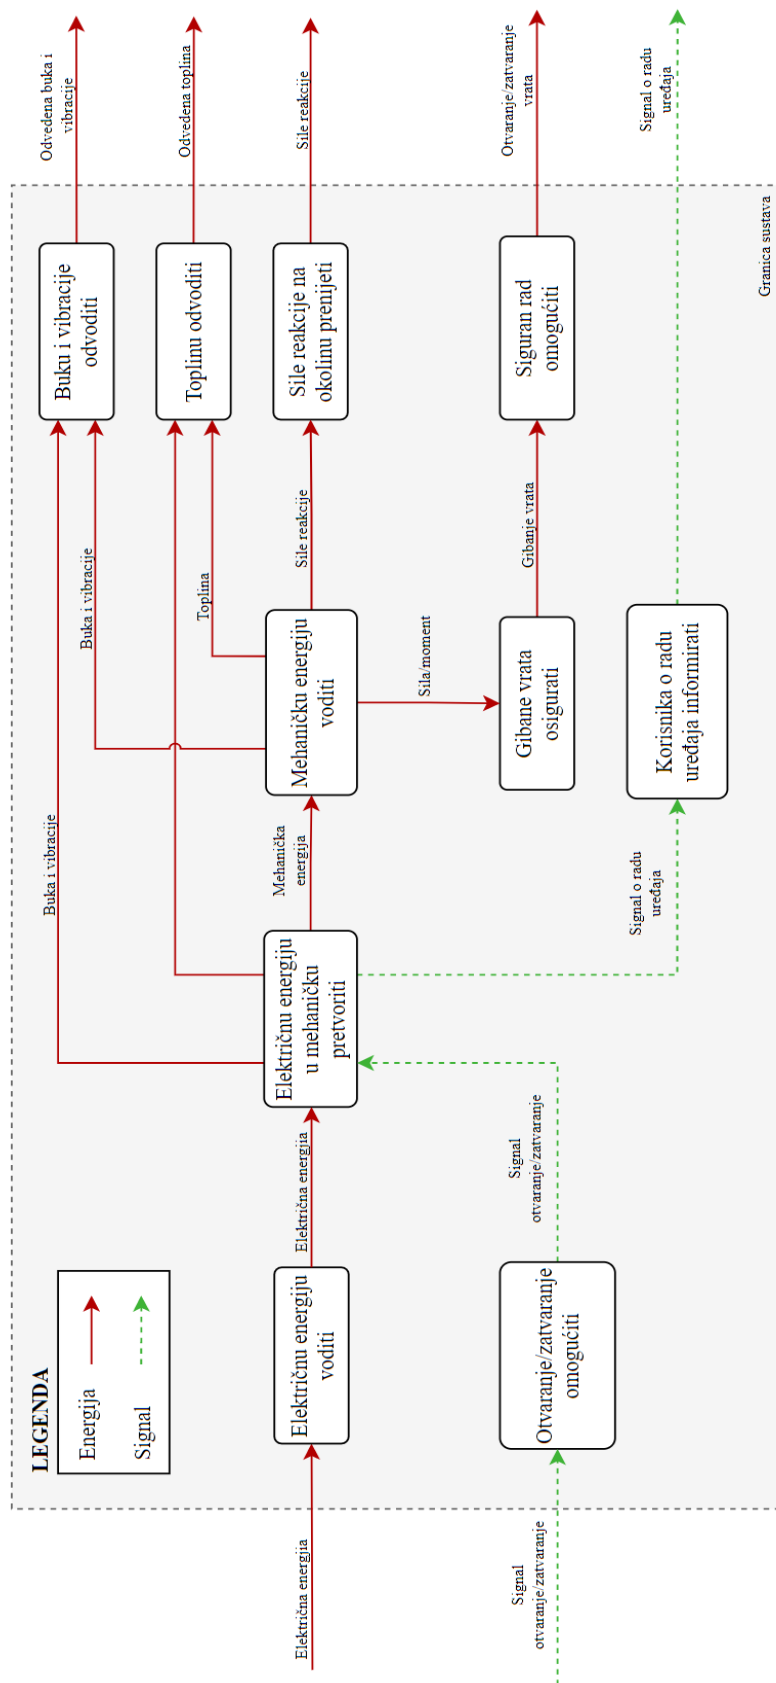 LEGENDA
Energija
Signal
Električna energjia
Signal
otvaranje/zatvaranje
Električnu energiju
voditi
Otvaranje/zatvaranje
omogućiti
Električna energjia
Signal
otvaranje/zatvaranje
Električnu energiju
u mehaničku
pretvoriti
Buka i vibracije
Mehanička
energija
Signal o radu
uređaja
Mehaničku energiju
voditi
Buka i vibracije
Toplina
Sile reakcije
Sila/moment
Gibane vrata
osigurati
Korisnika o radu
uređaja informirati
Gibanje vrata
Buku i vibracije
odvoditi
Toplinu odvoditi
Sile reakcije na
okolinu prenijeti
Siguran rad
omogućiti
Granica sustava
Odvedena buka i
vibracije
Odvedena toplina
Sile reakcije
Otvaranje/zatvaranje
vrata
Signal o radu
uređaja